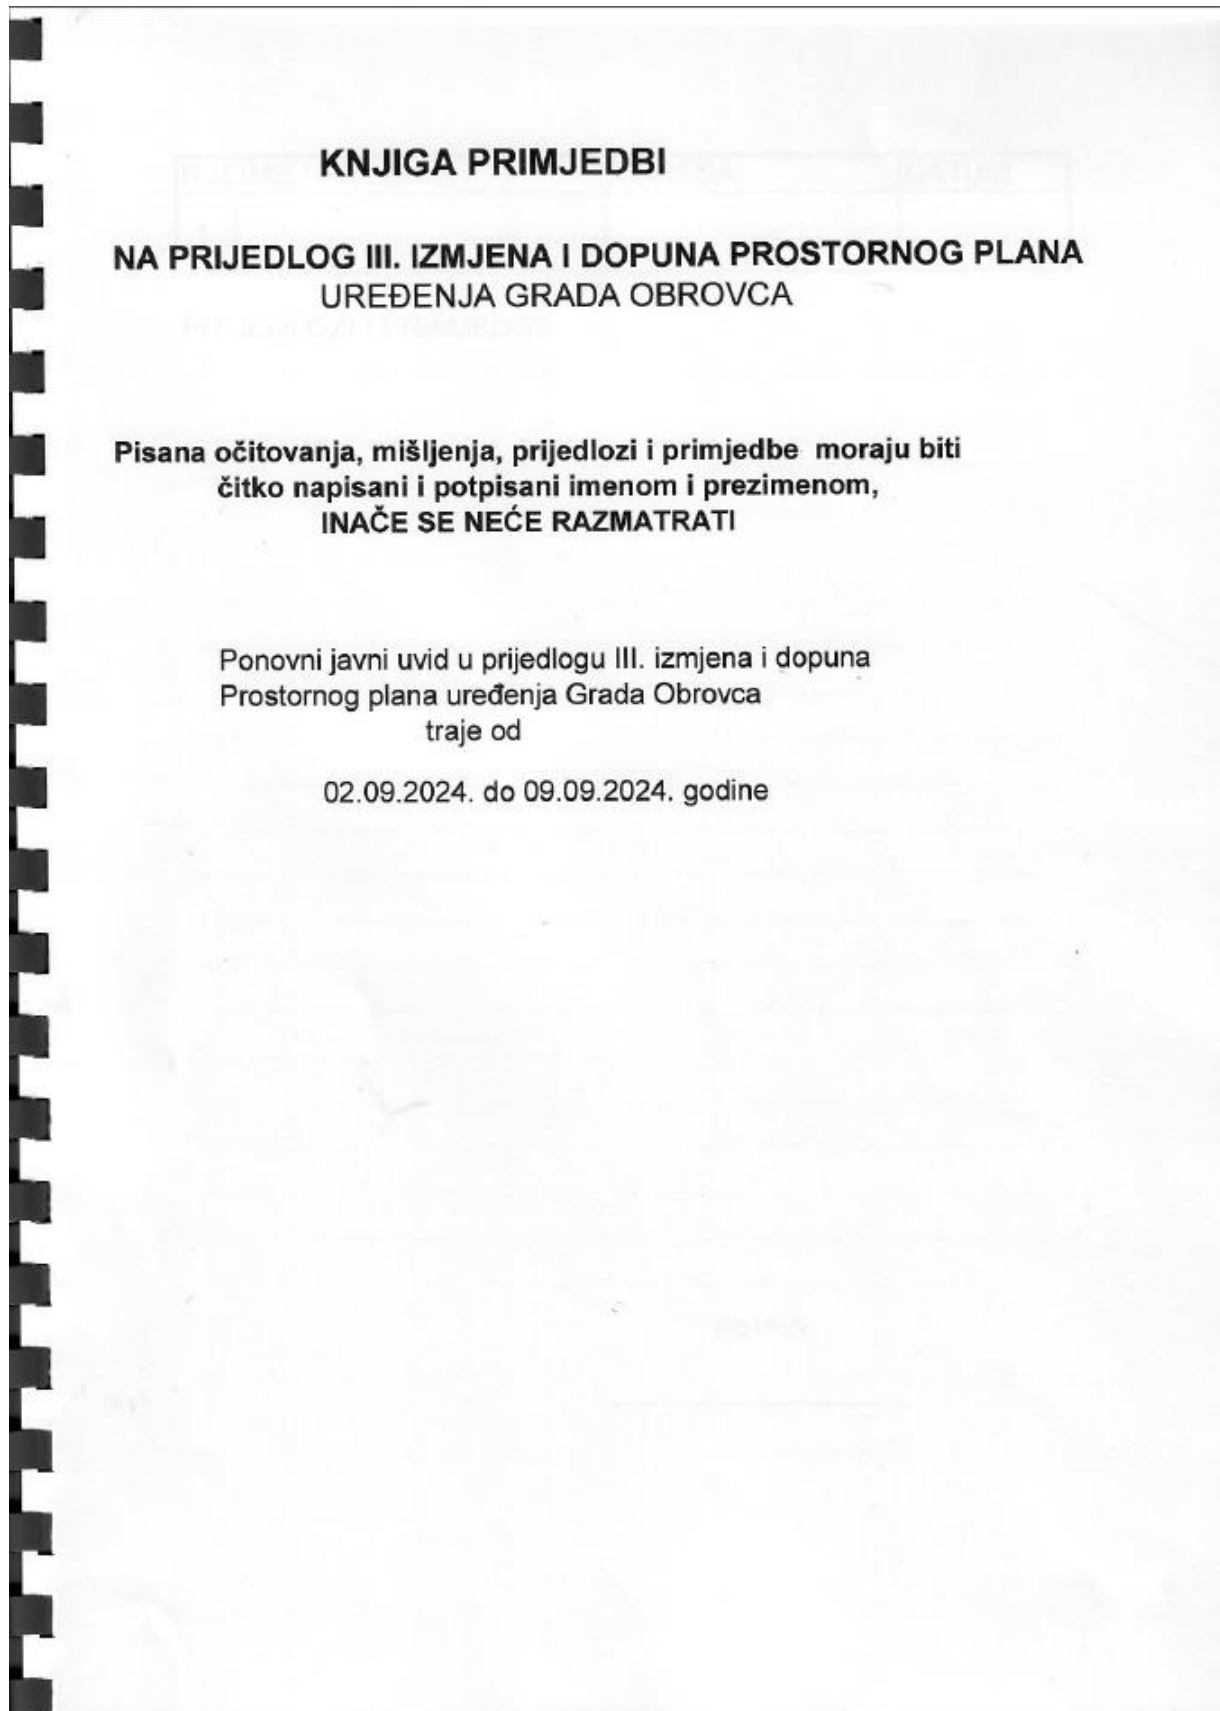 KNJIGA PRIMJEDBI
NA PRIJEDLOG III. IZMJENA I DOPUNA PROSTORNOG PLANA
UREĐENJA GRADA OBROVCA
Pisana očitovanja, mišljenja, prijedlozi i primjedbe moraju biti
čitko napisani i potpisani imenom i prezimenom,
INAČE SE NEĆE RAZMATRATI
Ponovni javni uvid u prijedlogu III. izmjena i dopuna
Prostornog plana uređenja Grada Obrovca
traje od
02.09.2024. do 09.09.2024. godine